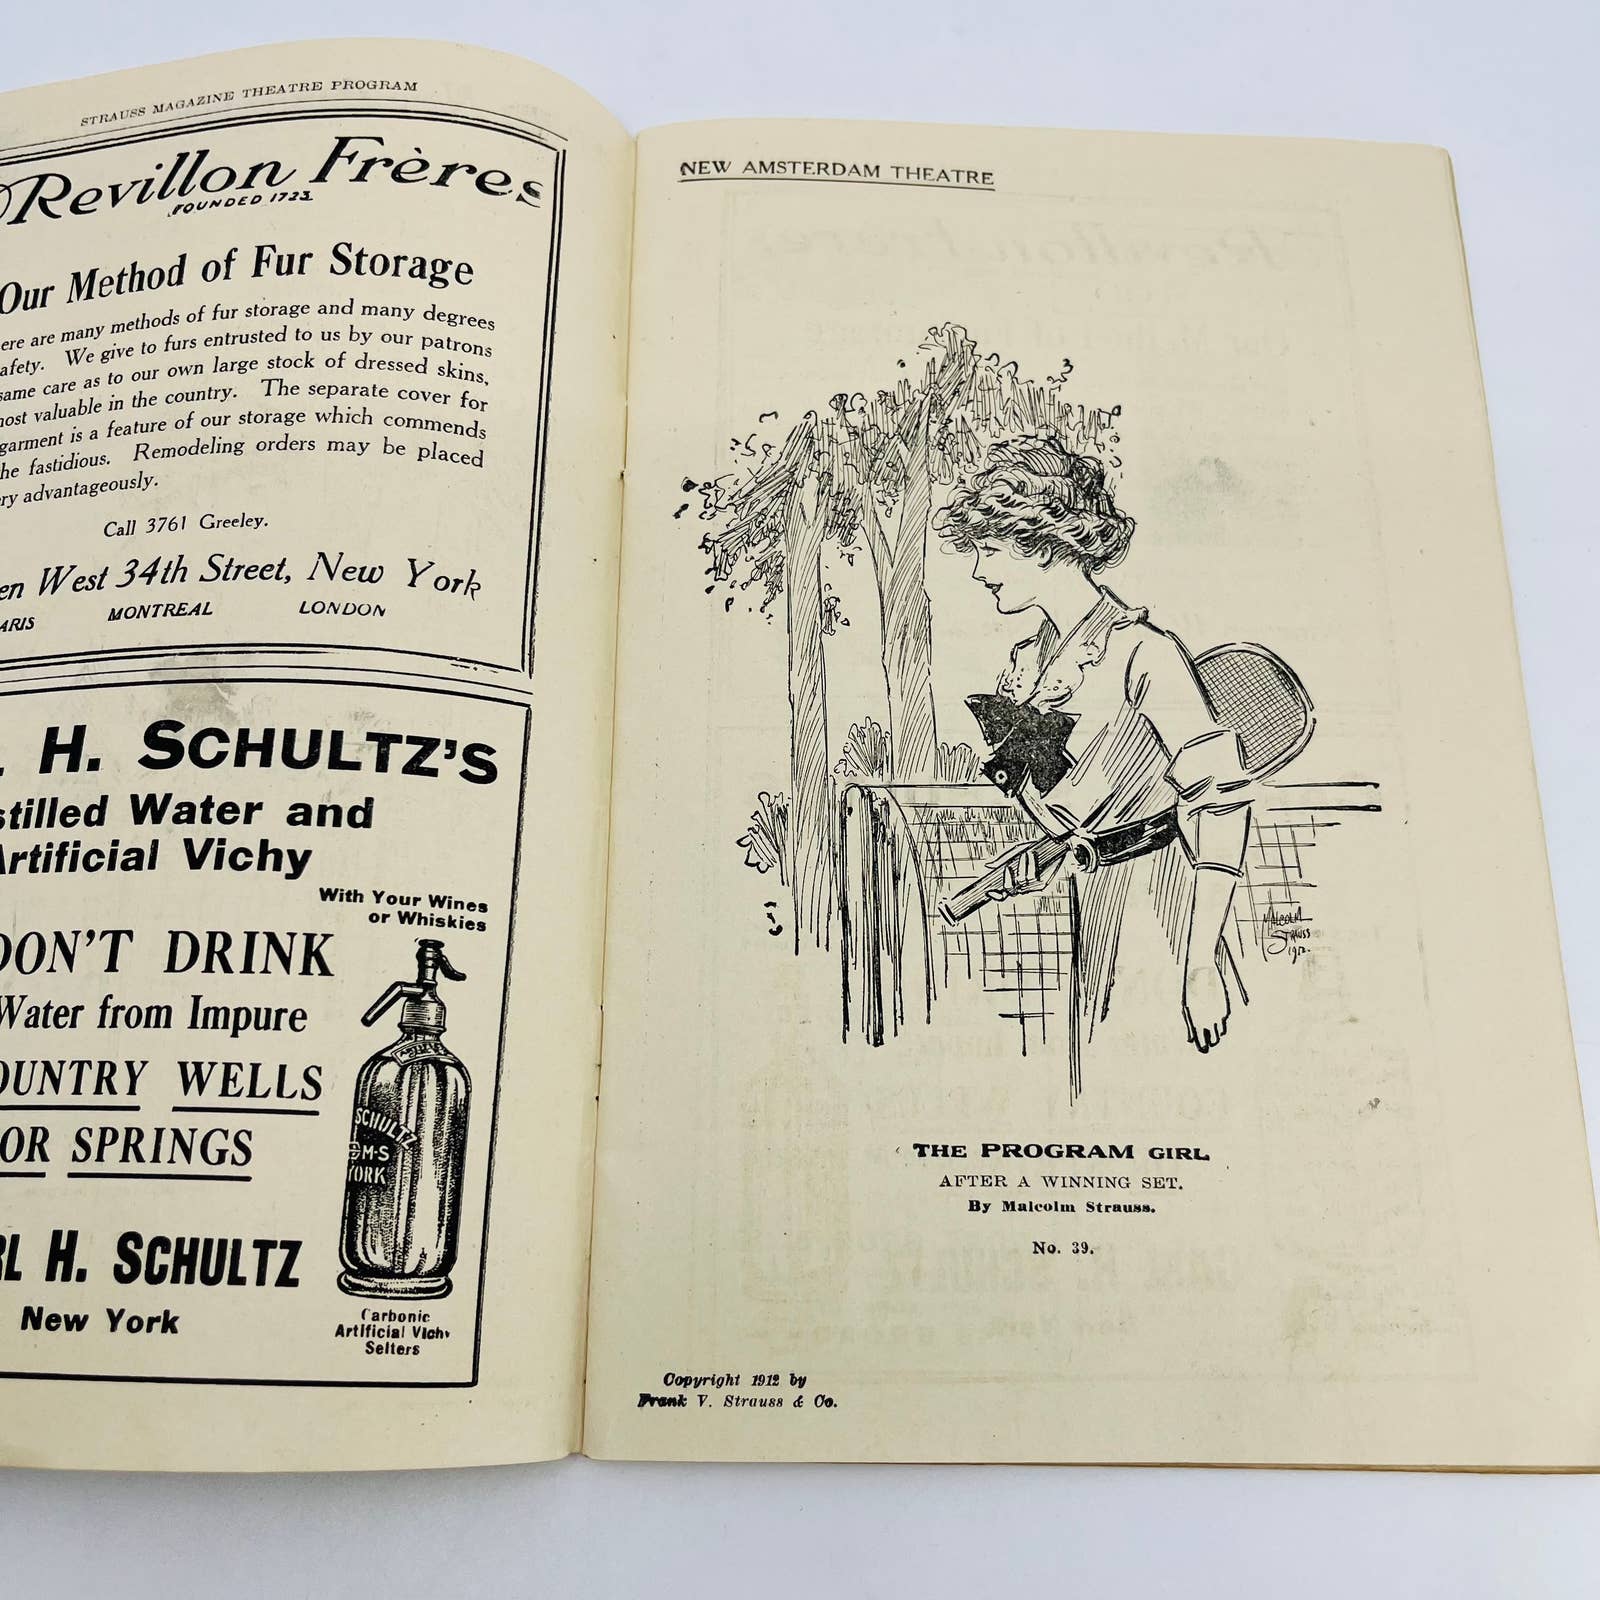 STRAUSS MAGAZINE THEATRE PROGRAM
Revillon Frères
FOUNDED 1723
Our Method of Fur Storage
ere are many methods of fur storage and many degrees
afety. We give to furs entrusted to us by our patrons
same care as to our own large stock of dressed skins,
most valuable in the country. The separate cover for
garment is a feature of our storage which commends
he fastidious. Remodeling orders may be placed
ery advantageously.
Call 3761 Greeley.
en West 34th Street, New York
ARIS MONTREAL LONDON
. H. SCHULTZ'S
stilled Water and
Artificial Vichy
With Your Wines
or Whiskies
DON'T DRINK
Water from Impure
OUNTRY WELLS
OR SPRINGS
SCHULTZ
C-M-S
YORK
RL H. SCHULTZ
New York
Carbonic
Artificial Vichy
Selters
NEW AMSTERDAM THEATRE
MALCOLM
STRAUSS
1912.
THE PROGRAM GIRL
AFTER A WINNING SET.
By Malcolm Strauss.
No. 39.
Copyright 1912 by
Frank V. Strauss & Co.